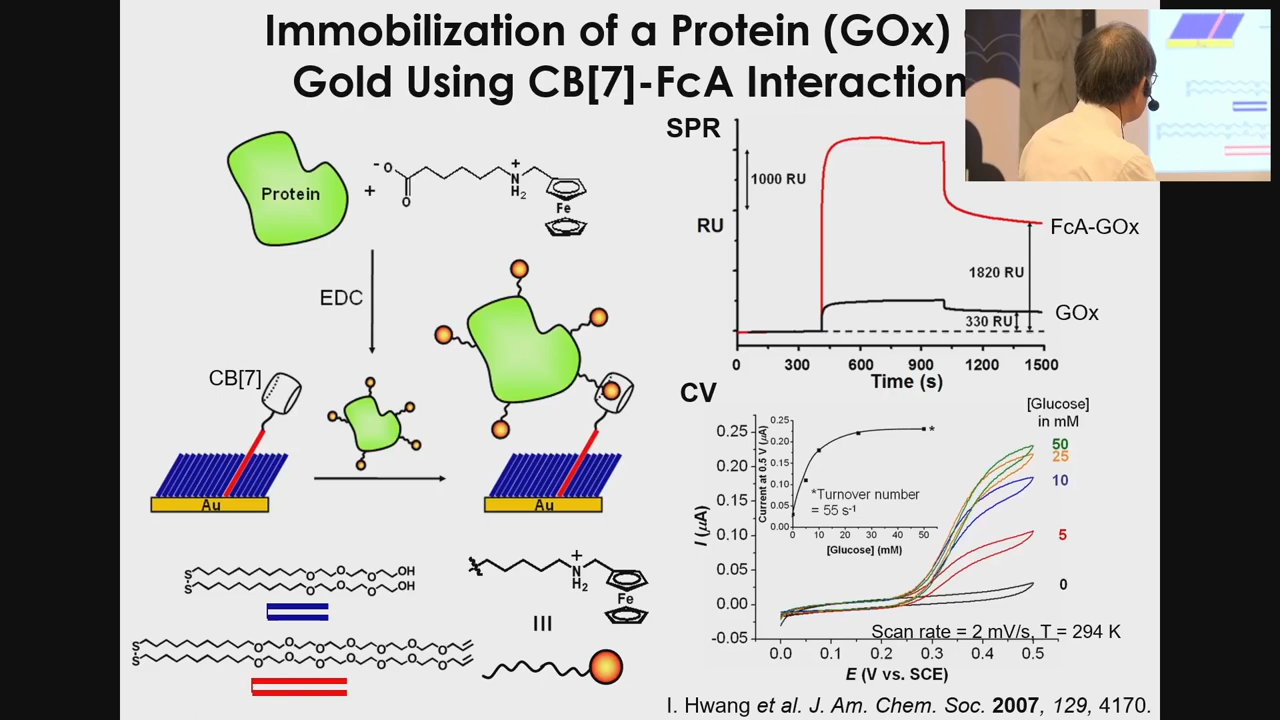 Immobilization of a Protein (GOx)
Gold Using CB[7]-FcA Interaction
Protein
+
-O
O
+
N
H2
Fe
EDC
CB[7]
Au
Au
O O O OH
O O O OH
S
S
+
N
H2
Fe
III
S
S
O O O O O O
O O O O O O
SPR
1000 RU
RU
FcA-GOx
1820 RU
GOx
330 RU
0 300 600 900 1200 1500
Time (s)
CV
[Glucose]
in mM
50
25
10
5
0
0.25
0.20
0.15
0.10
0.05
0.00
-0.05
I (μA)
0.25
0.20
0.15
0.10
0.05
0.00
Current at 0.5 V (μA)
*
*Turnover number
= 55 s-1
0 10 20 30 40 50
[Glucose] (mM)
Scan rate = 2 mV/s, T = 294 K
0.0 0.1 0.2 0.3 0.4 0.5
E (V vs. SCE)
I. Hwang et al. J. Am. Chem. Soc. 2007, 129, 4170.